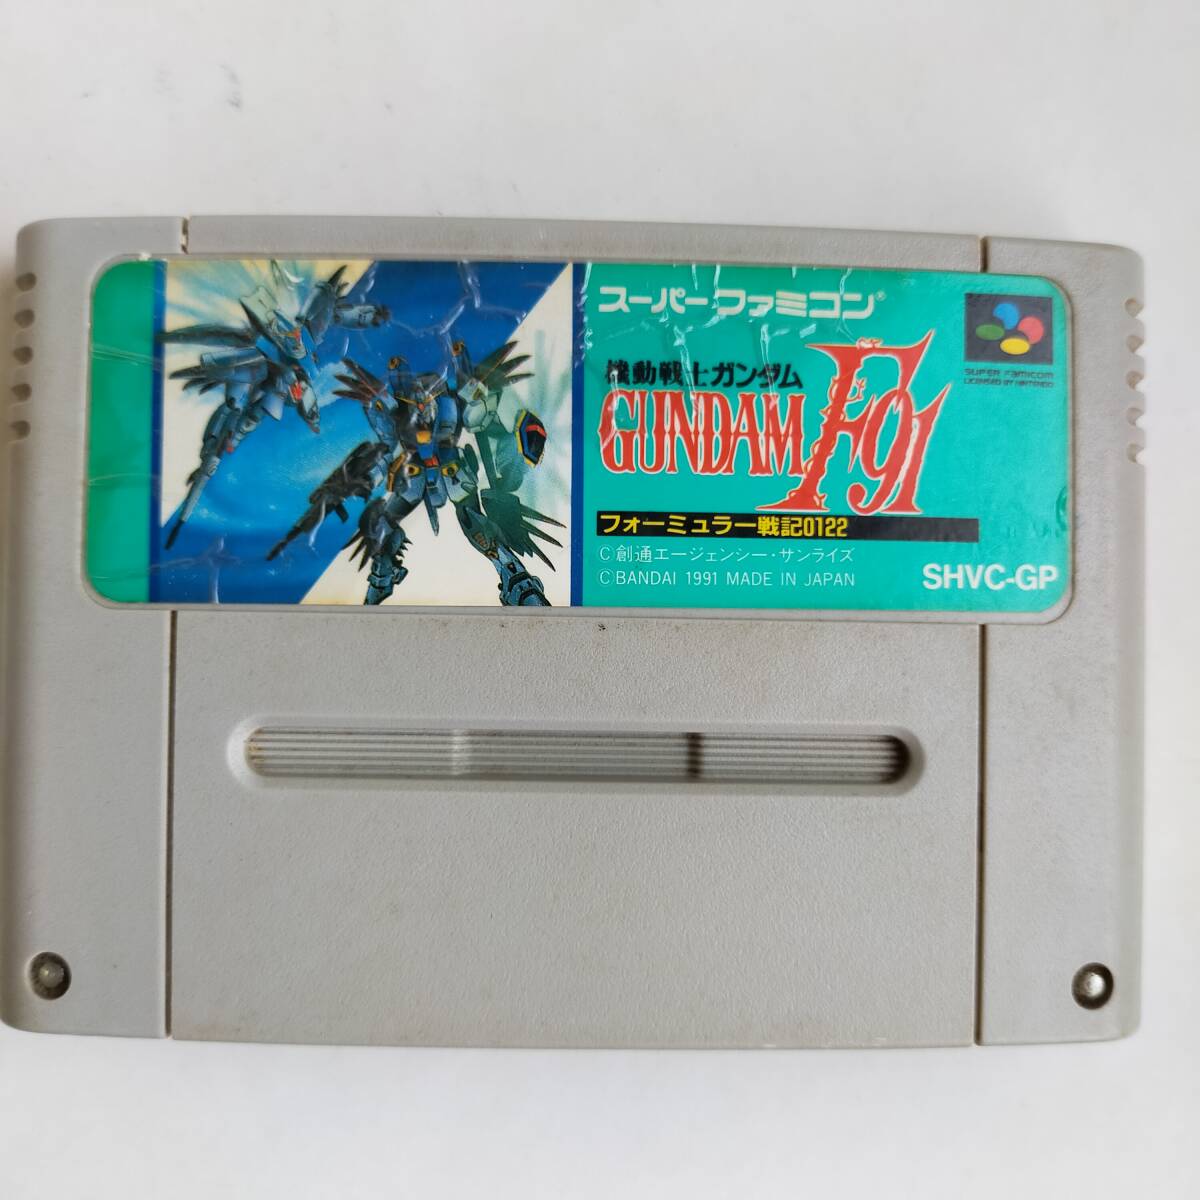 スーパーファミコン®
機動戦士ガンダム
GUNDAM F91
フォーミュラー戦記0122
©創通エージェンシー・サンライズ
©BANDAI 1991 MADE IN JAPAN
SUPER FAMICOM
LICENSED BY NINTENDO
SHVC-GP